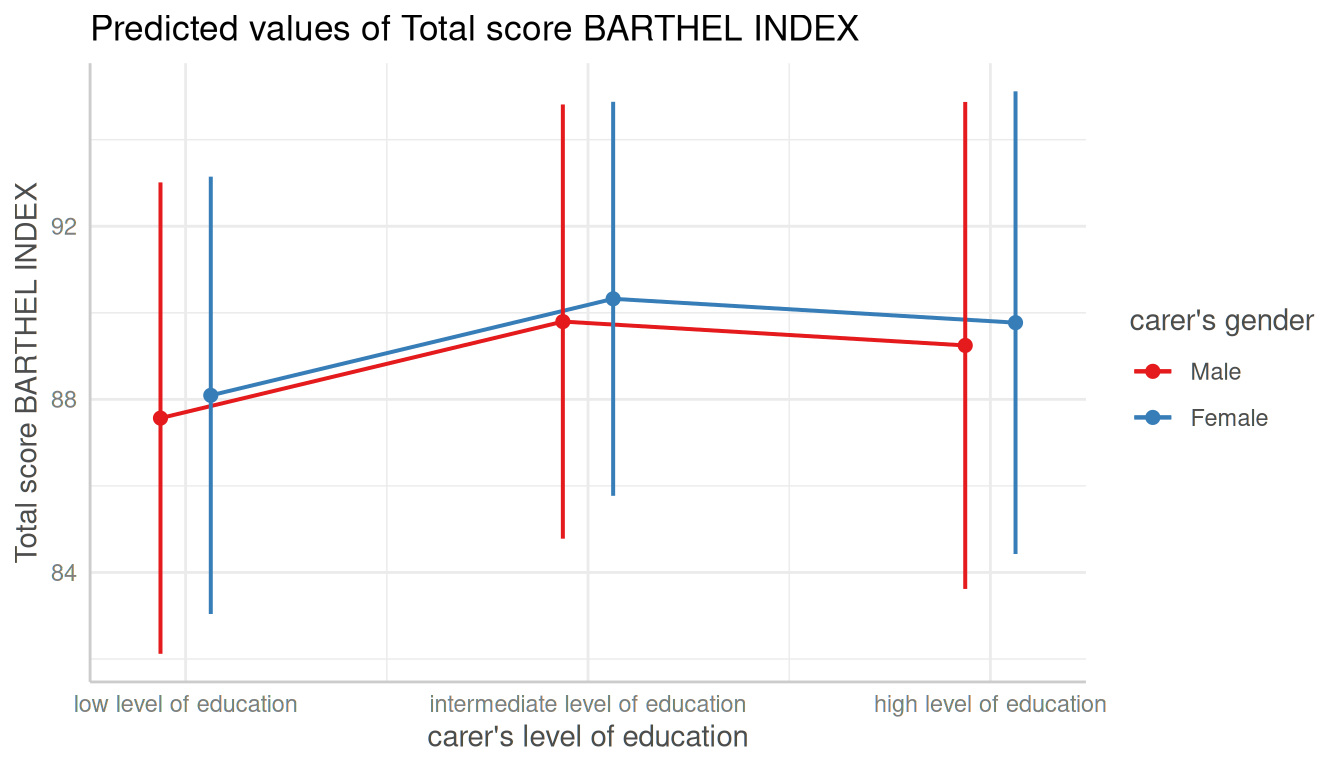 Predicted values of Total score BARTHEL INDEX
Total score BARTHEL INDEX
92
88
84
low level of education
intermediate level of education
high level of education
carer's level of education
carer's gender
Male
Female